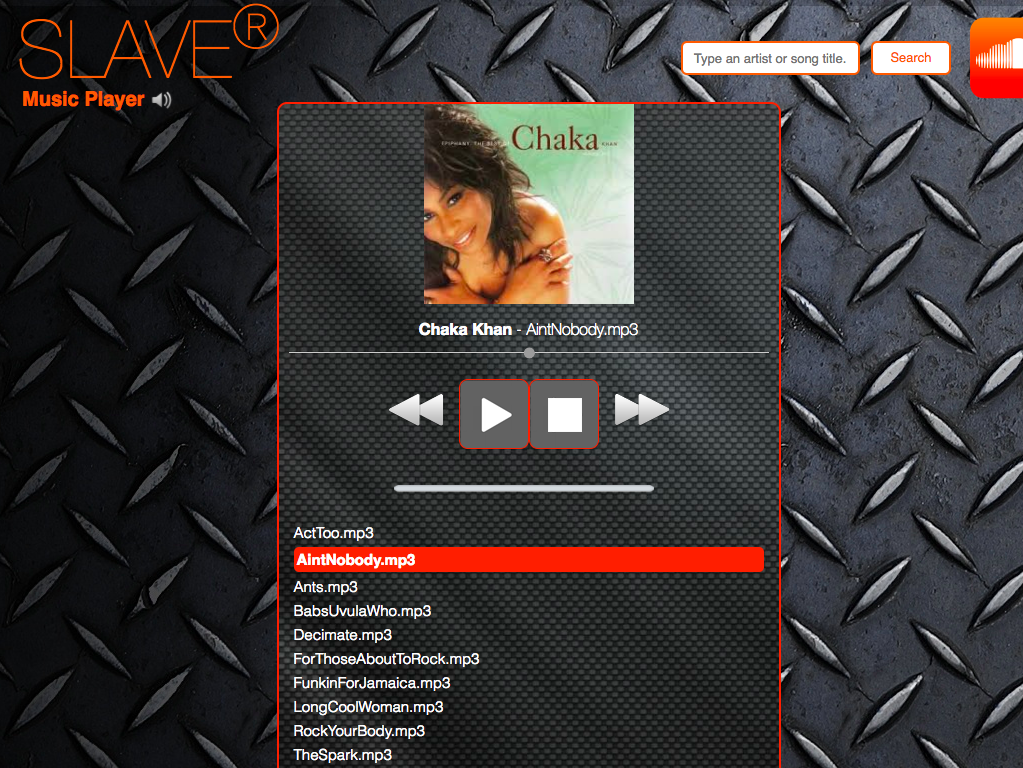 SLAVE®
Music Player
Type an artist or song title.
Search
EPIPHANY: THE BEST OF Chaka KHAN
Chaka Khan - AintNobody.mp3
ActToo.mp3
AintNobody.mp3
Ants.mp3
BabsUvulaWho.mp3
Decimate.mp3
ForThoseAboutToRock.mp3
FunkinForJamaica.mp3
LongCoolWoman.mp3
RockYourBody.mp3
TheSpark.mp3